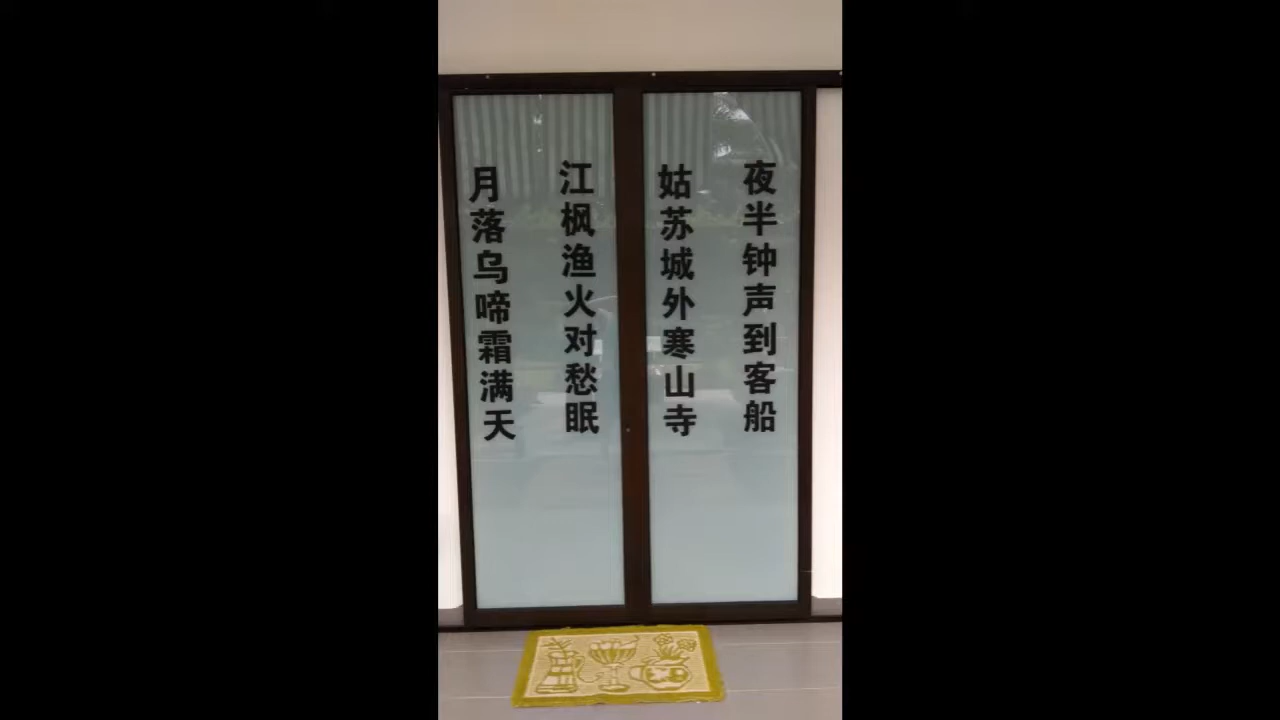 月落乌啼霜满天
江枫渔火对愁眠
姑苏城外寒山寺
夜半钟声到客船